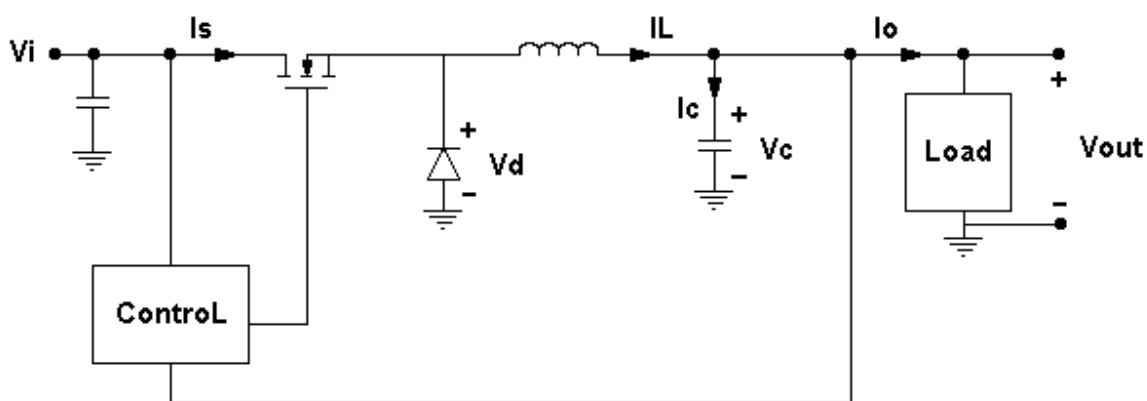 Is
IL
Io
Vi
+
Ic
+
+
Vd
Vc
Load
Vout
−
−
−
ControL